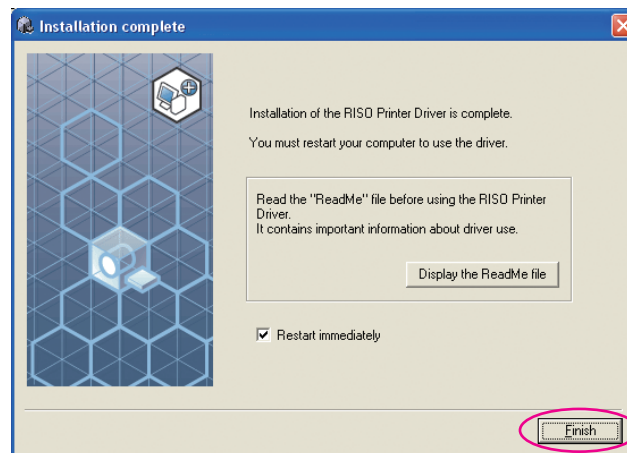 Installation complete
Installation of the RISO Printer Driver is complete.
You must restart your computer to use the driver.
Read the "ReadMe" file before using the RISO Printer
Driver.
It contains important information about driver use.
Display the ReadMe file
Restart immediately
Finish